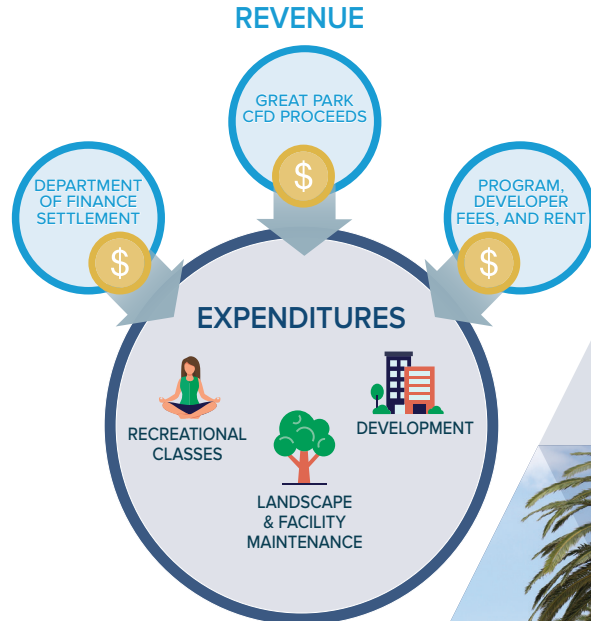 REVENUE
GREAT PARK
CFD PROCEEDS
$
DEPARTMENT
OF FINANCE
SETTLEMENT
$
PROGRAM,
DEVELOPER
FEES, AND RENT
$
EXPENDITURES
RECREATIONAL
CLASSES
LANDSCAPE
& FACILITY
MAINTENANCE
DEVELOPMENT